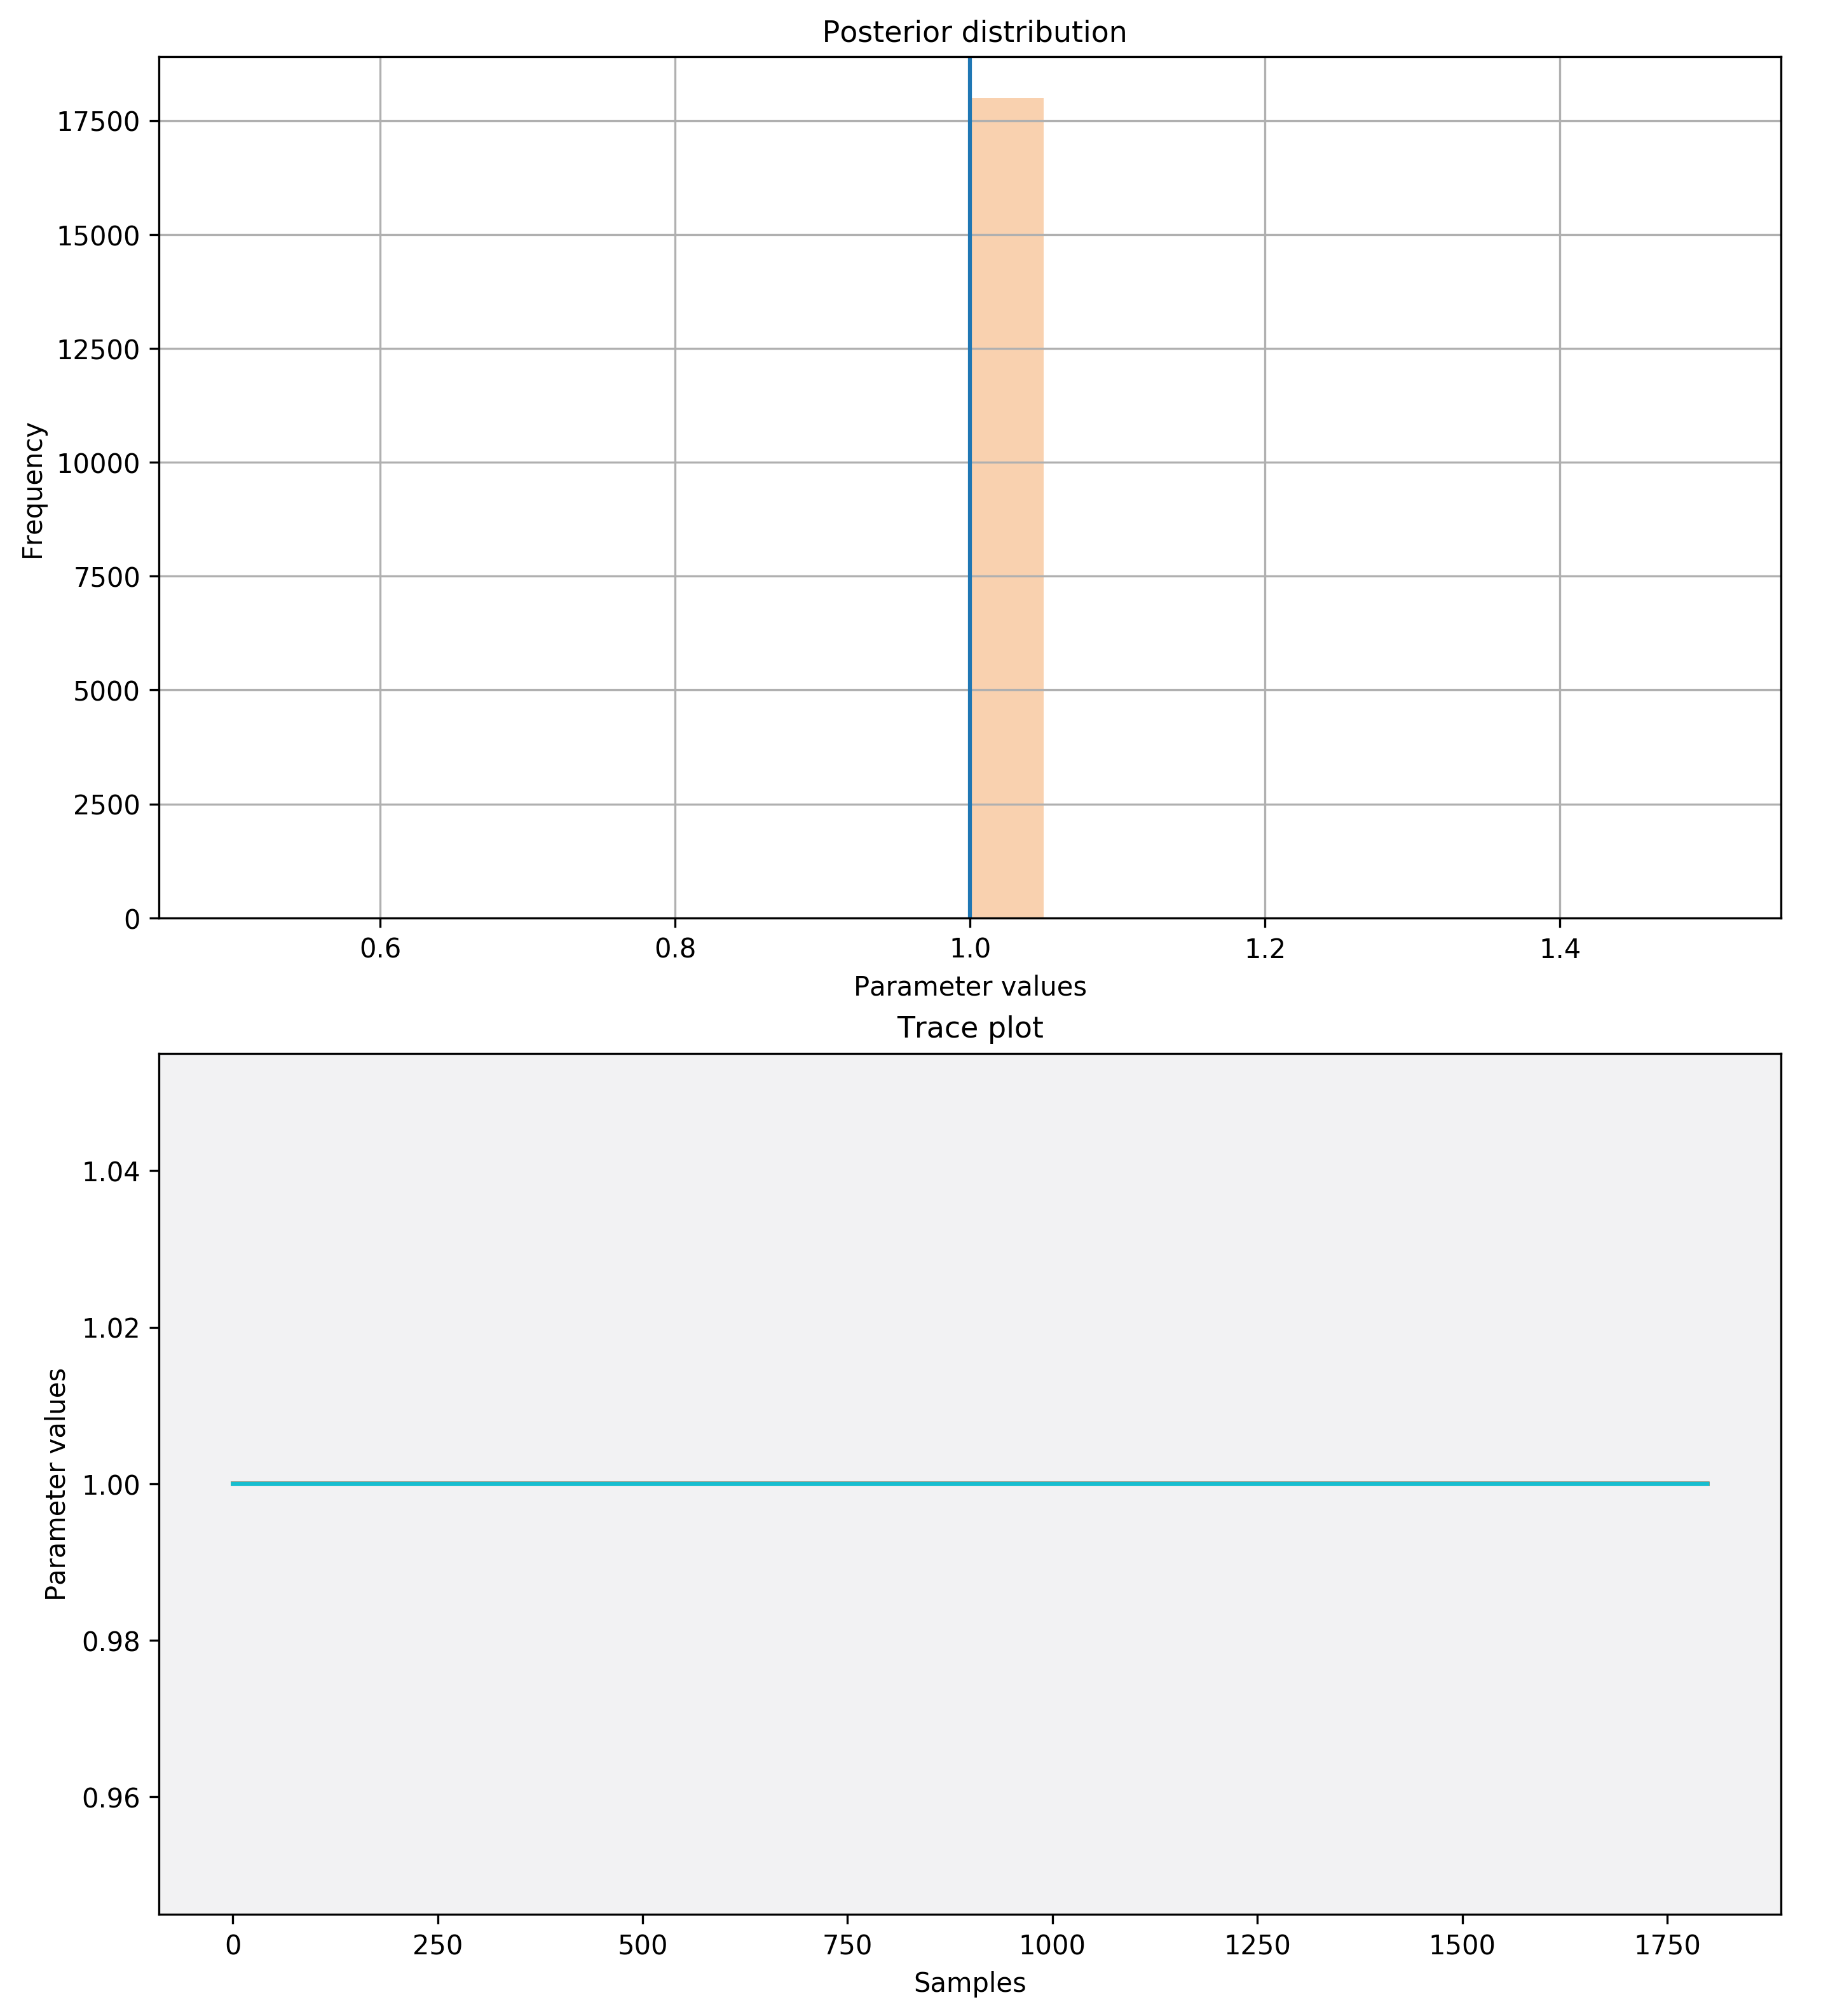 Posterior distribution
17500
15000
12500
10000
7500
5000
2500
0
Frequency
0.6 0.8 1.0 1.2 1.4
Parameter values
Trace plot
1.04
1.02
1.00
0.98
0.96
Parameter values
0 250 500 750 1000 1250 1500 1750
Samples